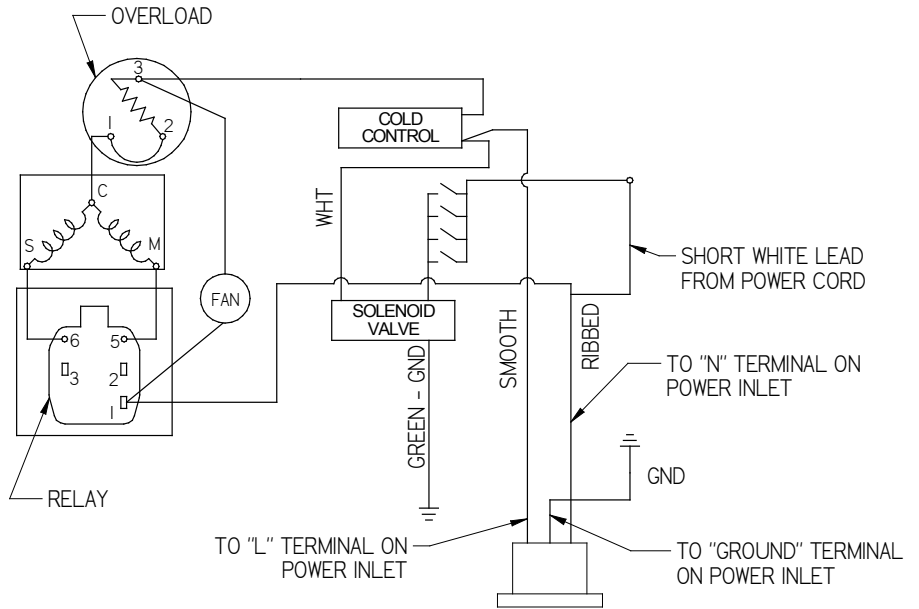 OVERLOAD
3
1
2
COLD
CONTROL
C
S
M
WHT
SHORT WHITE LEAD
FROM POWER CORD
FAN
SOLENOID
VALVE
6
5
3
2
1
SMOOTH
RIBBED
GREEN - GND
TO "N" TERMINAL ON
POWER INLET
GND
RELAY
TO "L" TERMINAL ON
POWER INLET
TO "GROUND" TERMINAL
ON POWER INLET